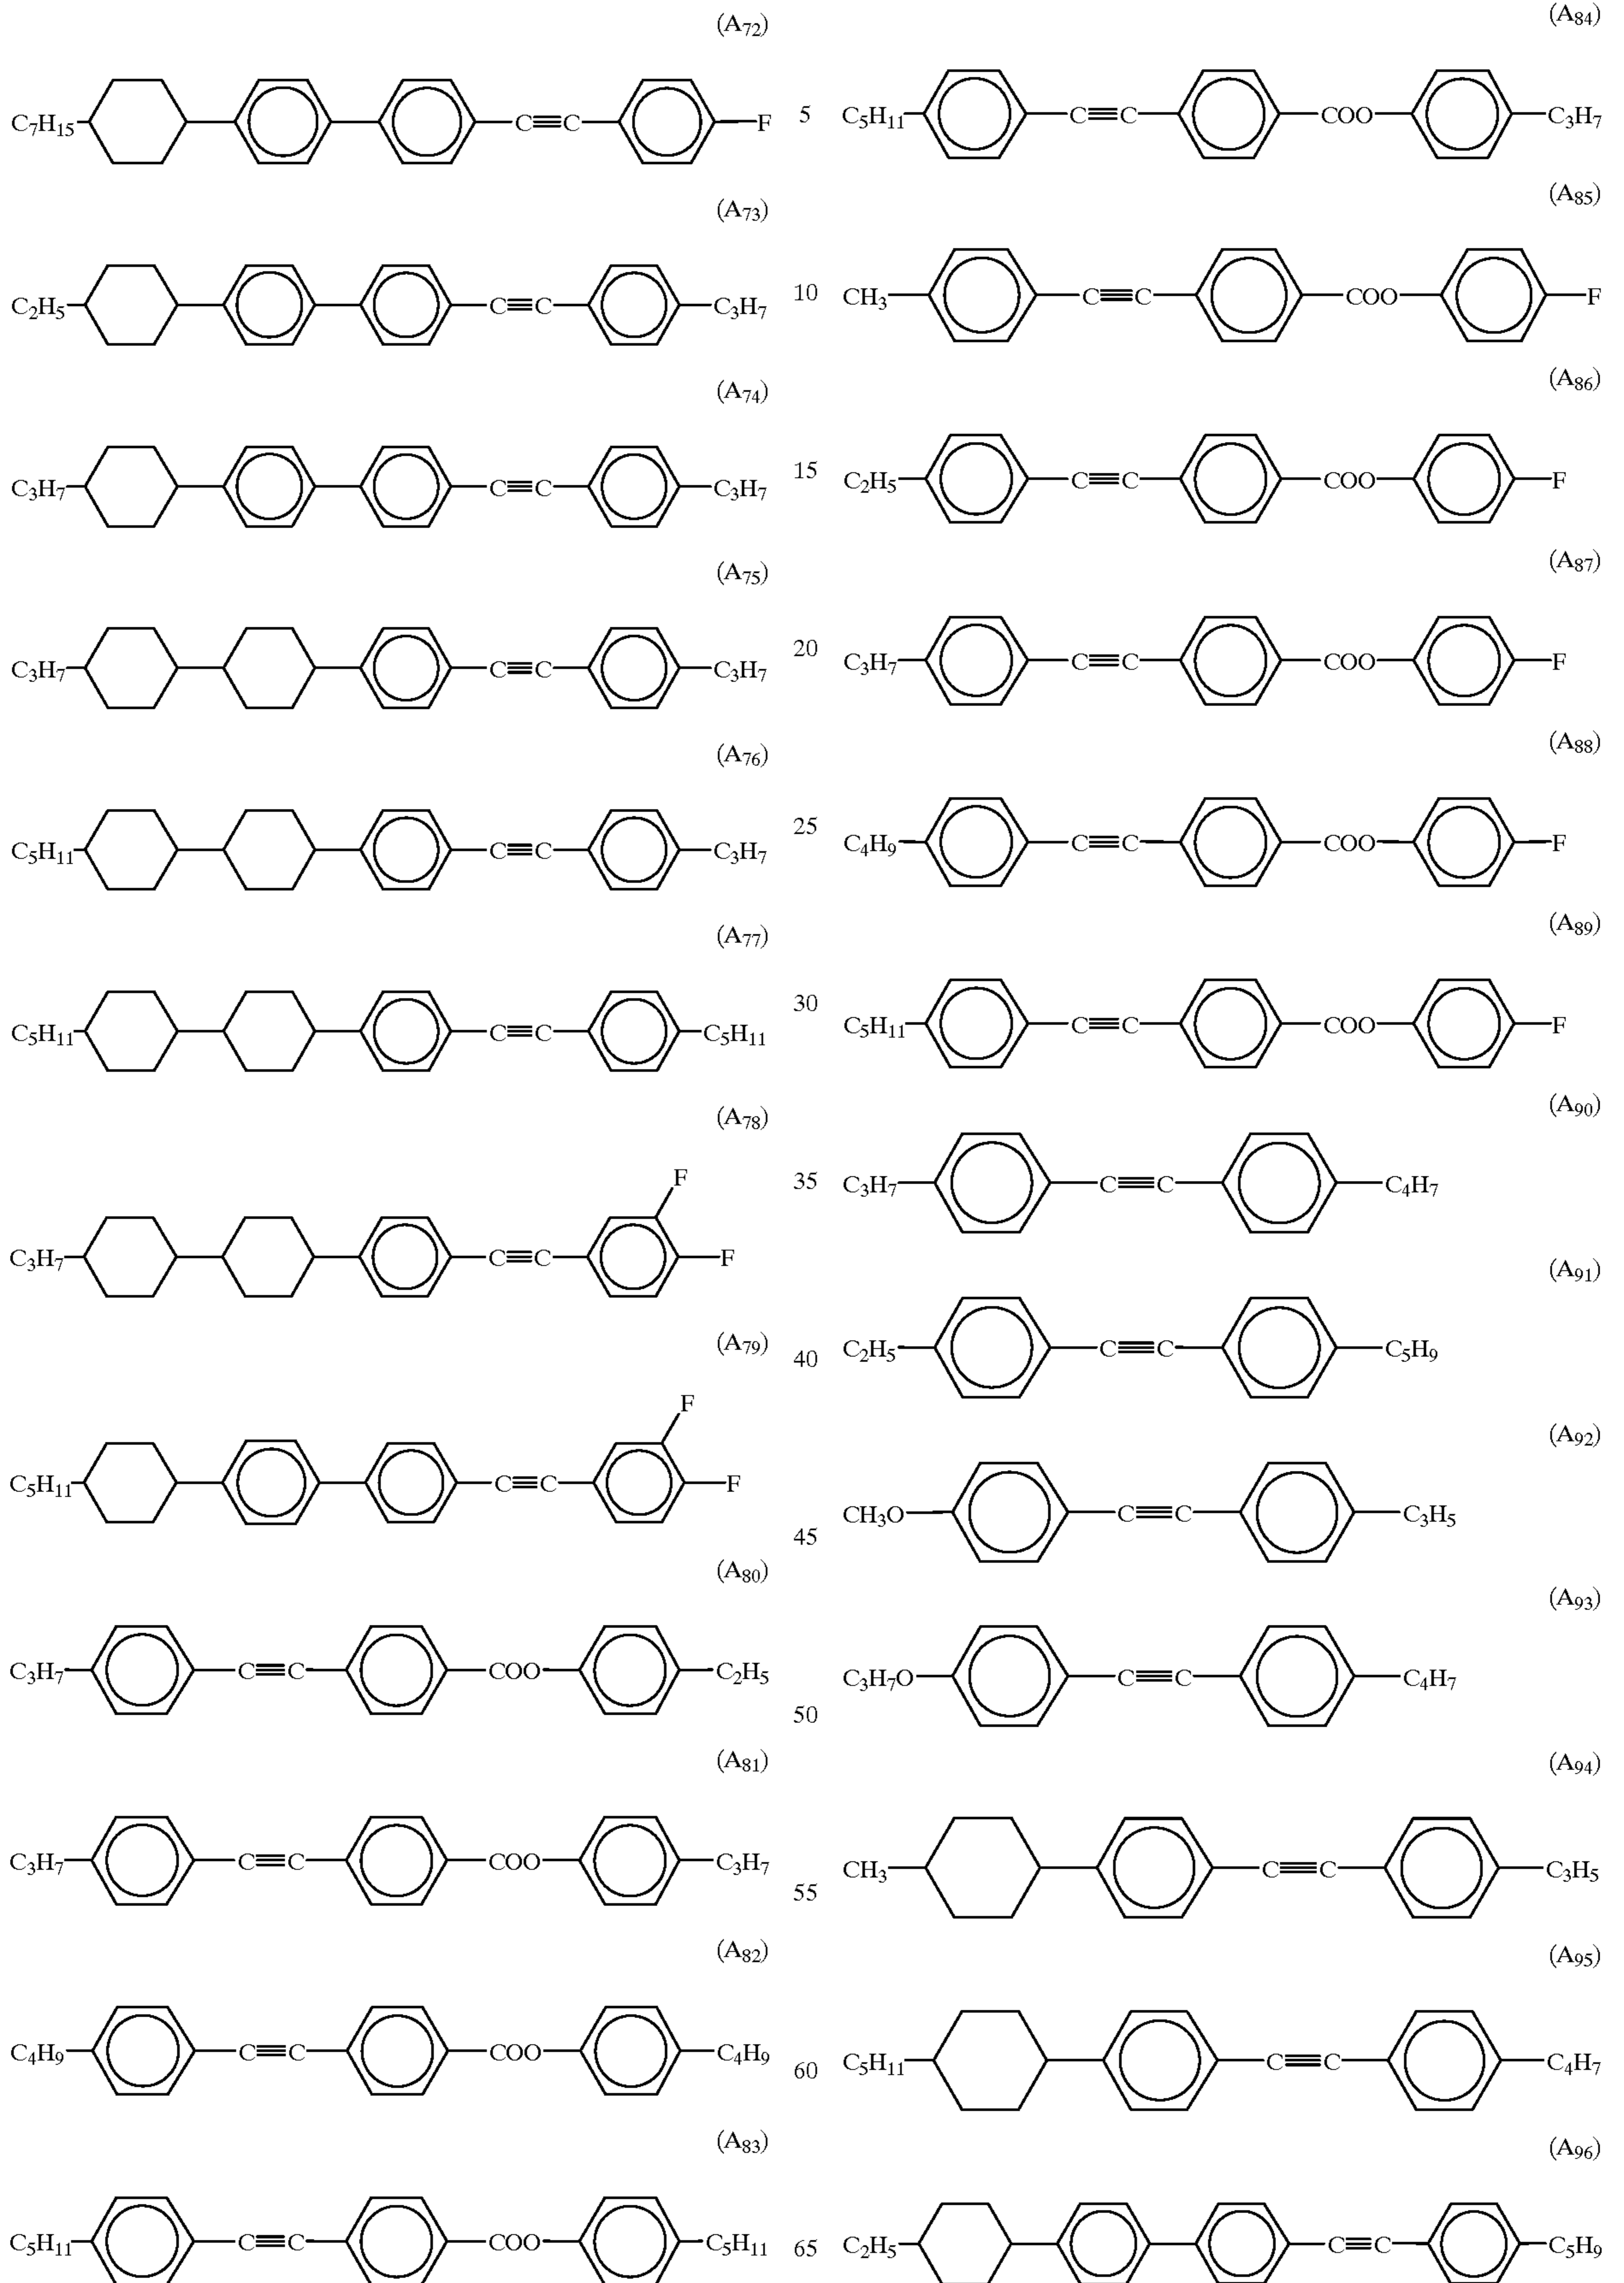 (A72)
C7H15 C≡C F
(A73)
C2H5 C≡C C3H7
(A74)
C3H7 C≡C C3H7
(A75)
C3H7 C≡C C3H7
(A76)
C5H11 C≡C C3H7
(A77)
C5H11 C≡C C5H11
(A78)
F
C3H7 C≡C F
(A79)
F
C5H11 C≡C F
(A80)
C3H7 C≡C COO C2H5
(A81)
C3H7 C≡C COO C3H7
(A82)
C4H9 C≡C COO C4H9
(A83)
C5H11 C≡C COO C5H11
5
10
15
20
25
30
35
40
45
50
55
60
65
(A84)
C5H11 C≡C COO C3H7
(A85)
CH3 C≡C COO F
(A86)
C2H5 C≡C COO F
(A87)
C3H7 C≡C COO F
(A88)
C4H9 C≡C COO F
(A89)
C5H11 C≡C COO F
(A90)
C3H7 C≡C C4H7
(A91)
C2H5 C≡C C5H9
(A92)
CH3O C≡C C3H5
(A93)
C3H7O C≡C C4H7
(A94)
CH3 C≡C C3H5
(A95)
C5H11 C≡C C4H7
(A96)
C2H5 C≡C C5H9